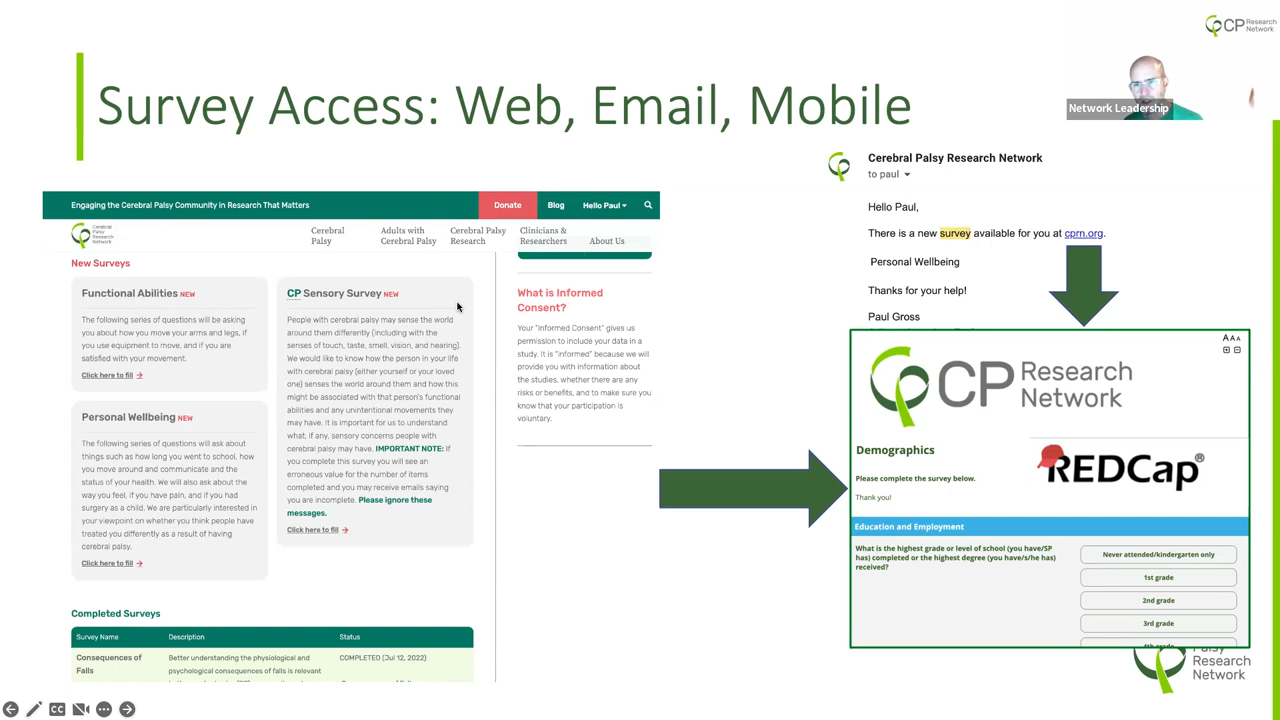 CP Research
Network
Survey Access: Web, Email, Mobile
Network Leadership
Engaging the Cerebral Palsy Community in Research That Matters
Donate
Blog
Hello Paul
Cerebral
Palsy
Research
Network
Cerebral
Palsy
Adults with
Cerebral Palsy
Cerebral Palsy
Research
Clinicians &
Researchers
About Us
New Surveys
Functional Abilities NEW
The following series of questions will be asking
you about how you move your arms and legs, if
you use equipment to move, and if you are
satisfied with your movement.
Click here to fill →
Personal Wellbeing NEW
The following series of questions will ask about
things such as how long you went to school, how
you move around and communicate and the
status of your health. We will also ask about the
way you feel, if you have pain, and if you had
surgery as a child. We are particularly interested in
your viewpoint on whether you think people have
treated you differently as a result of having
cerebral palsy.
Click here to fill →
CP Sensory Survey NEW
People with cerebral palsy may sense the world
around them differently (including with the
senses of touch, taste, smell, vision, and hearing).
We would like to know how the person in your life
with cerebral palsy (either yourself or your loved
one) senses the world around them and how this
might be associated with that person's functional
abilities and any unintentional movements they
may have. It is important for us to understand
what, if any, sensory concerns people with
cerebral palsy may have. IMPORTANT NOTE: If
you complete this survey you will see an
erroneous value for the number of items
completed and you may receive emails saying
you are incomplete. Please ignore these
messages.
Click here to fill →
What is Informed
Consent?
Your "Informed Consent" gives us
permission to include your data in a
study. It is "informed" because we will
provide you with information about
the studies, whether there are any
risks or benefits, and to make sure you
know that your participation is
voluntary.
Completed Surveys
Survey Name
Description
Status
Consequences of
Falls
Better understanding the physiological and
psychological consequences of falls is relevant
COMPLETED (Jul 12, 2022)
Cerebral Palsy Research Network
to paul
Hello Paul,
There is a new survey available for you at cprn.org.
Personal Wellbeing
Thanks for your help!
Paul Gross
AAA
CP Research
Network
Demographics
Please complete the survey below.
Thank you!
REDCap®
Education and Employment
What is the highest grade or level of school (you have/SP
has) completed or the highest degree (you have/s/he has)
received?
Never attended/kindergarten only
1st grade
2nd grade
3rd grade
4th grade
Palsy
Research
Network
CC